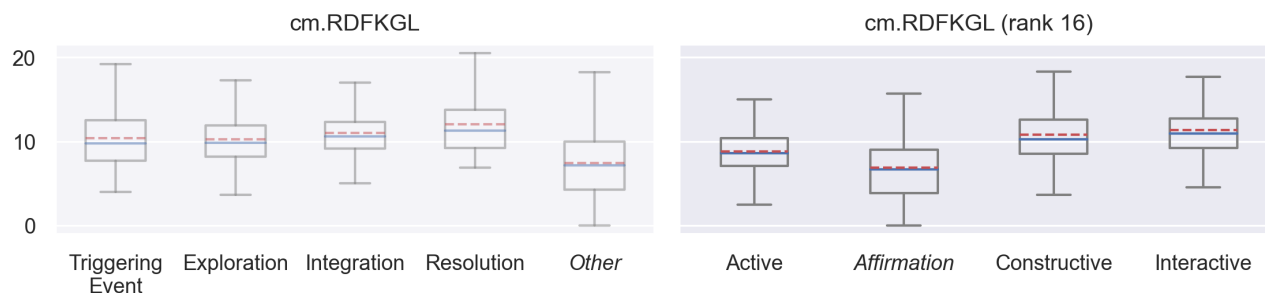 cm.RDFKGL
cm.RDFKGL (rank 16)
20
10
0
Triggering Event
Exploration
Integration
Resolution
Other
Active
Affirmation
Constructive
Interactive